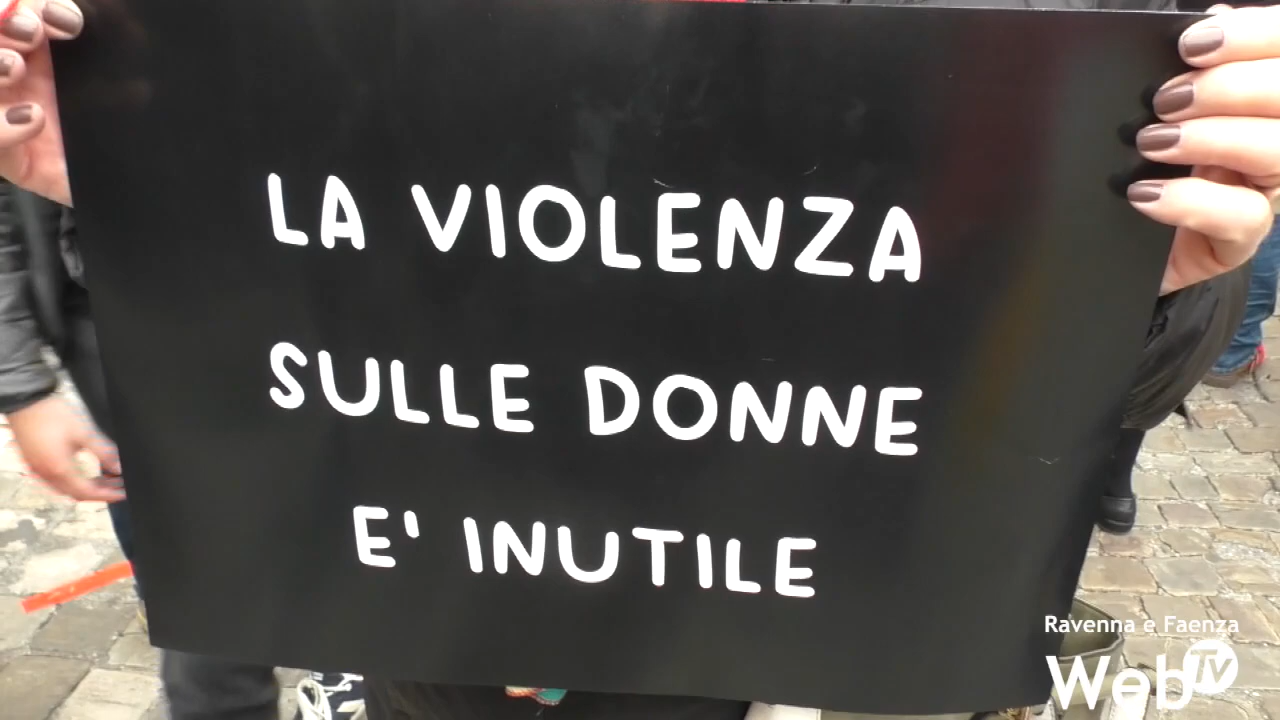 LA VIOLENZA
SULLE DONNE
E' INUTILE
Ravenna e Faenza
WebTV